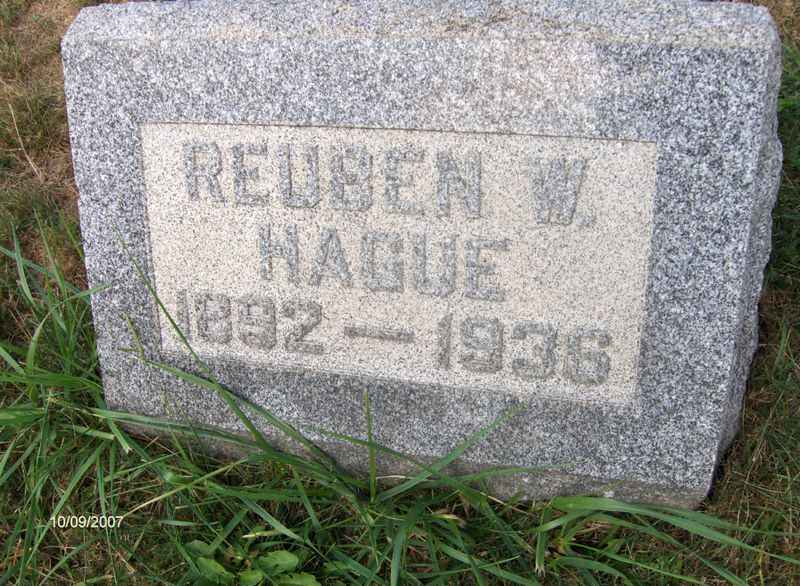 REUBEN W.
HAGUE
1892 — 1936
10/09/2007